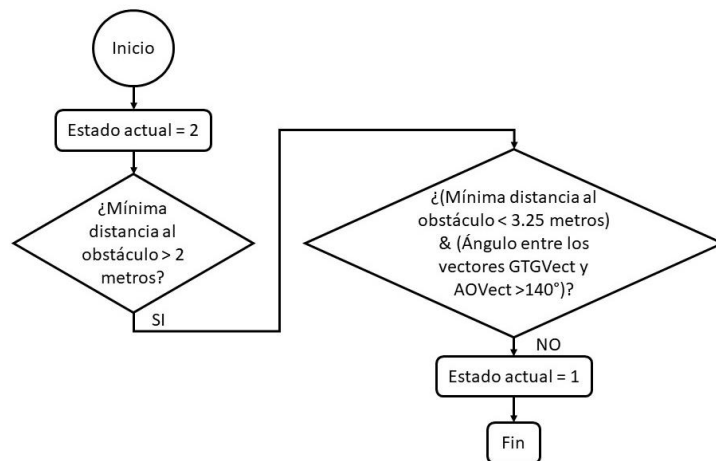 Inicio
Estado actual = 2
¿Mínima
distancia al
obstáculo > 2
metros?
SI
¿(Mínima distancia al
obstáculo < 3.25 metros)
& (Ángulo entre los
vectores GTGVect y
AOVect >140°)?
NO
Estado actual = 1
Fin